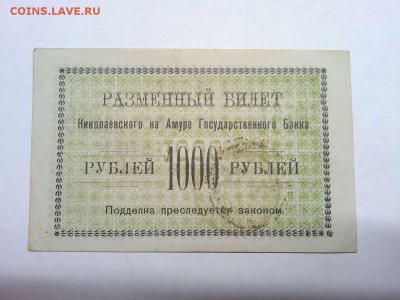 COINS.LAVE.RU
РАЗМЕННЫЙ БИЛЕТ
Николаевского на Амуре Государственного Банка
РУБЛЕЙ 1000 РУБЛЕЙ
Подделка преследуется законом.